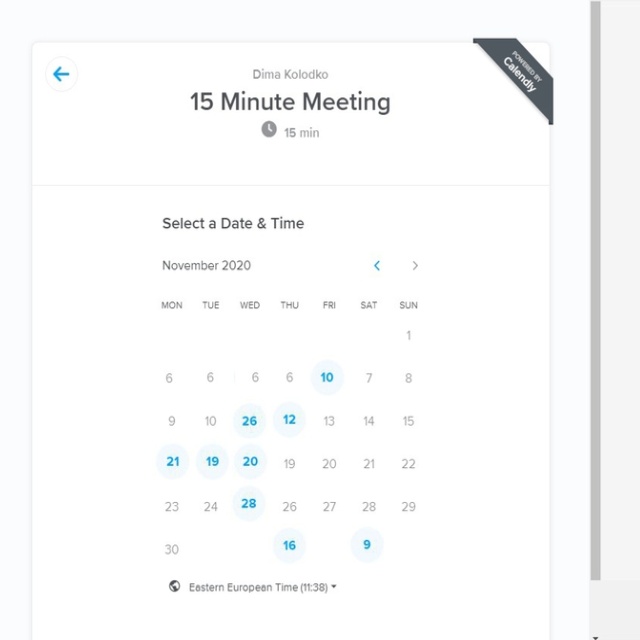 POWERED BY
Calendly
Dima Kolodko
15 Minute Meeting
15 min
Select a Date & Time
November 2020
MON TUE WED THU FRI SAT SUN
1
6 6 6 6 10 7 8
9 10 26 12 13 14 15
21 19 20 19 20 21 22
23 24 28 26 27 28 29
30 16 9
Eastern European Time (11:38)